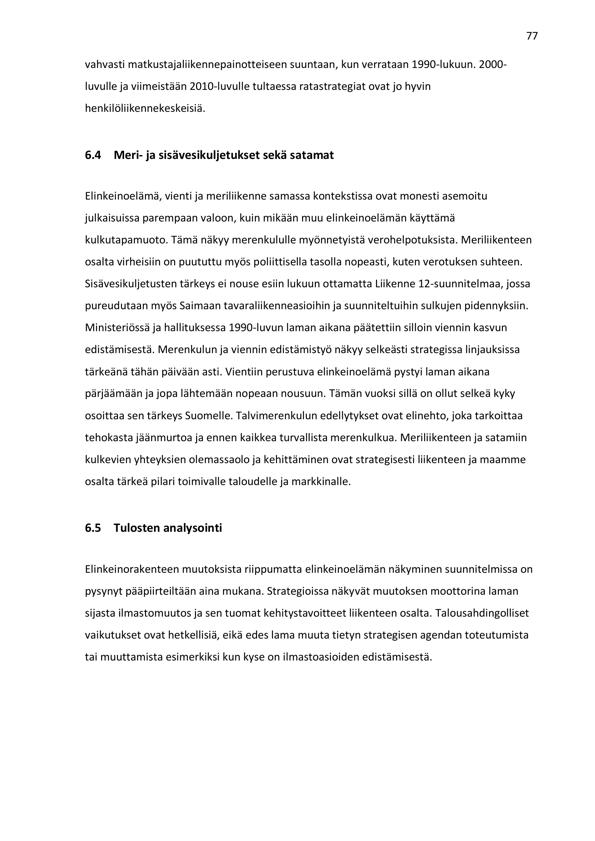 77
vahvasti matkustajaliikennepainotteiseen suuntaan, kun verrataan 1990-lukuun. 2000-
luvulle ja viimeistään 2010-luvulle tultaessa ratastrategiat ovat jo hyvin
henkilöliikennekeskeisiä.
6.4 Meri- ja sisävesikuljetukset sekä satamat
Elinkeinoelämä, vienti ja meriliikenne samassa kontekstissa ovat monesti asemoitu
julkaisuissa parempaan valoon, kuin mikään muu elinkeinoelämän käyttämä
kulkutapamuoto. Tämä näkyy merenkululle myönnetyistä verohelpotuksista. Meriliikenteen
osalta virheisiin on puututtu myös poliittisella tasolla nopeasti, kuten verotuksen suhteen.
Sisävesikuljetusten tärkeys ei nouse esiin lukuun ottamatta Liikenne 12-suunnitelmaa, jossa
pureudutaan myös Saimaan tavaraliikenneasioihin ja suunniteltuihin sulkujen pidennyksiin.
Ministeriössä ja hallituksessa 1990-luvun laman aikana päätettiin silloin viennin kasvun
edistämisestä. Merenkulun ja viennin edistämistyö näkyy selkeästi strategissa linjauksissa
tärkeänä tähän päivään asti. Vientiin perustuva elinkeinoelämä pystyi laman aikana
pärjäämään ja jopa lähtemään nopeaan nousuun. Tämän vuoksi sillä on ollut selkeä kyky
osoittaa sen tärkeys Suomelle. Talvimerenkulun edellytykset ovat elinehto, joka tarkoittaa
tehokasta jäänmurtoa ja ennen kaikkea turvallista merenkulkua. Meriliikenteen ja satamiin
kulkevien yhteyksien olemassaolo ja kehittäminen ovat strategisesti liikenteen ja maamme
osalta tärkeä pilari toimivalle taloudelle ja markkinalle.
6.5 Tulosten analysointi
Elinkeinorakenteen muutoksista riippumatta elinkeinoelämän näkyminen suunnitelmissa on
pysynyt pääpiirteiltään aina mukana. Strategioissa näkyvät muutoksen moottorina laman
sijasta ilmastomuutos ja sen tuomat kehitystavoitteet liikenteen osalta. Talousahdingolliset
vaikutukset ovat hetkellisiä, eikä edes lama muuta tietyn strategisen agendan toteutumista
tai muuttamista esimerkiksi kun kyse on ilmastoasioiden edistämisestä.